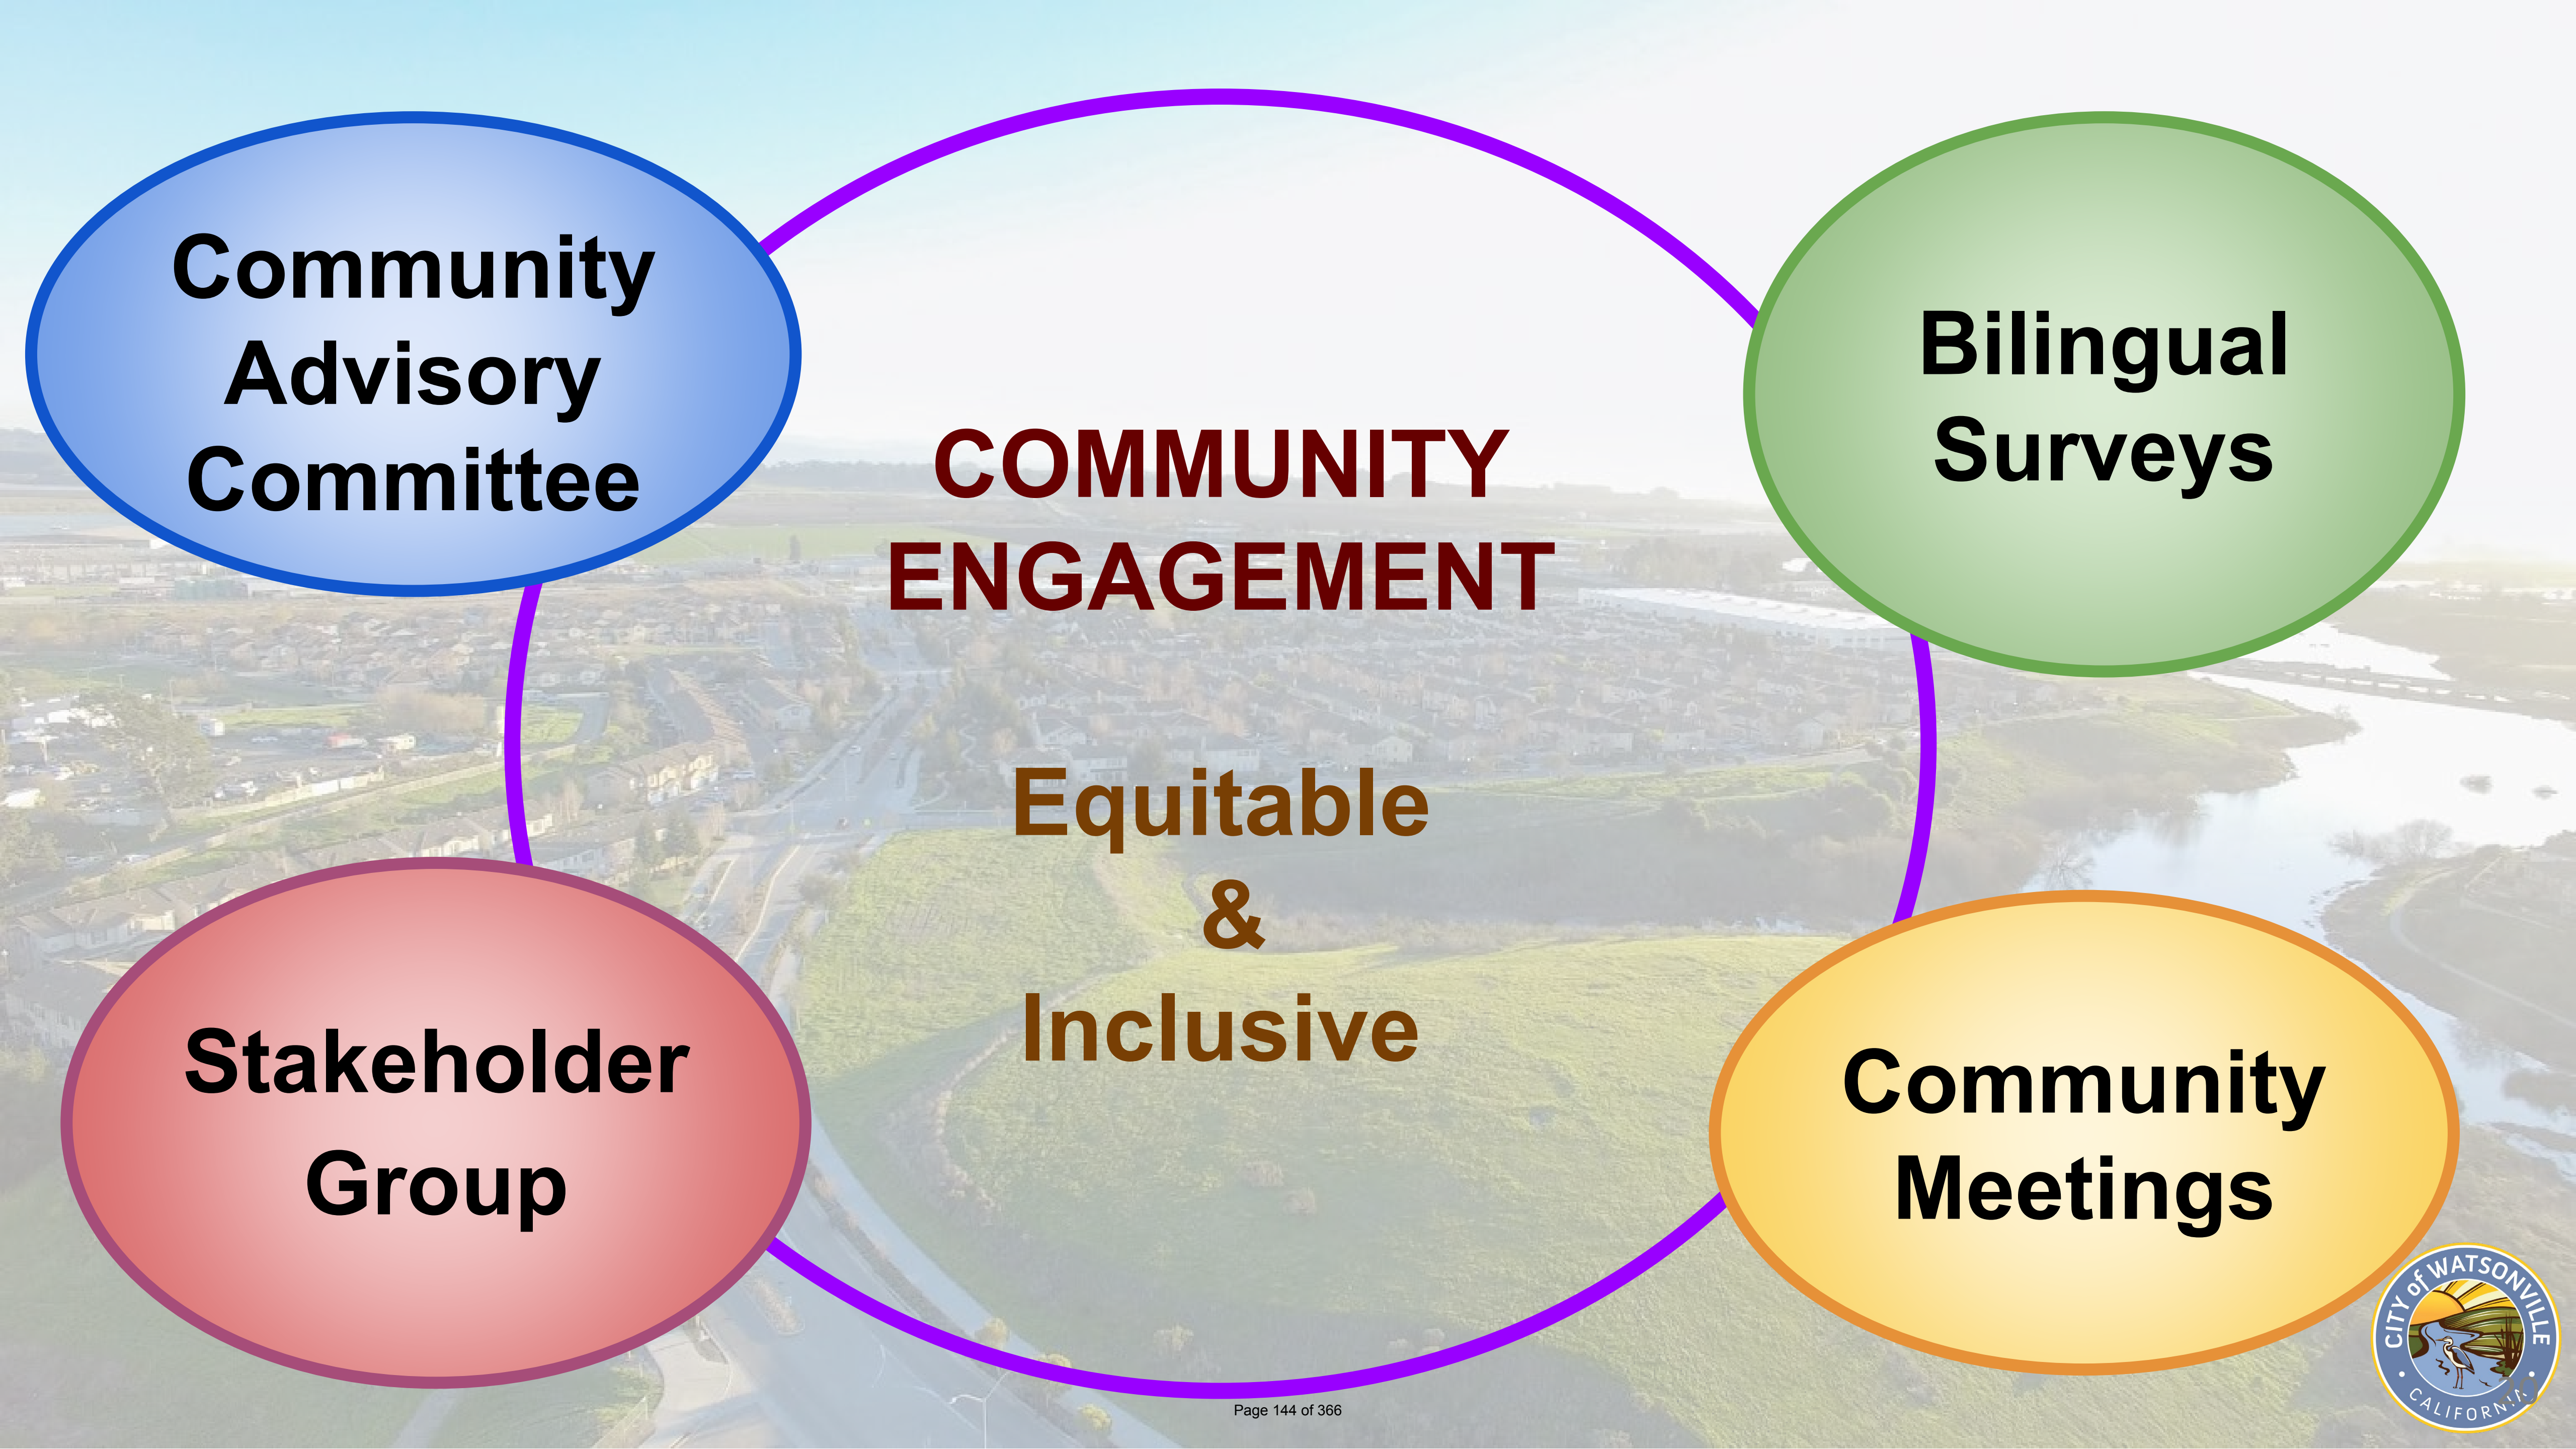 Community
Advisory
Committee
Bilingual
Surveys
COMMUNITY
ENGAGEMENT
Equitable
&
Inclusive
Stakeholder
Group
Community
Meetings
CITY of WATSONVILLE
CALIFORNIA
Page 144 of 366